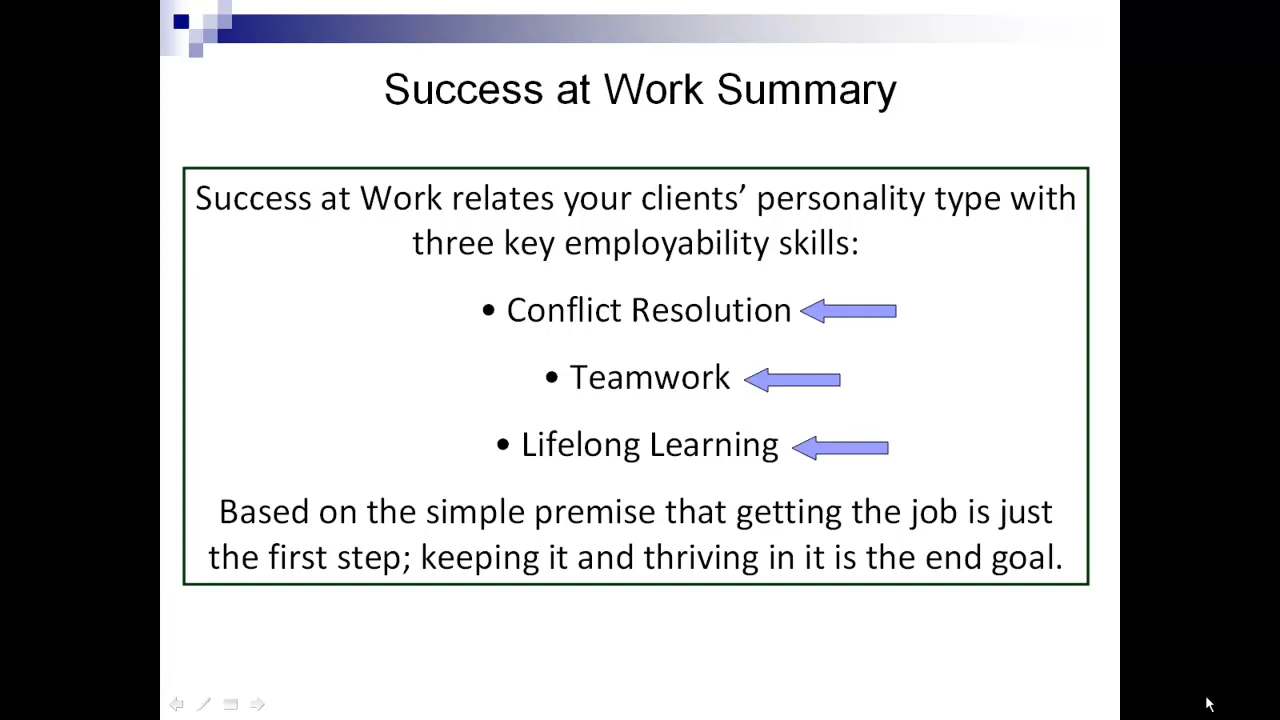 Success at Work Summary
Success at Work relates your clients’ personality type with
three key employability skills:
• Conflict Resolution
• Teamwork
• Lifelong Learning
Based on the simple premise that getting the job is just
the first step; keeping it and thriving in it is the end goal.